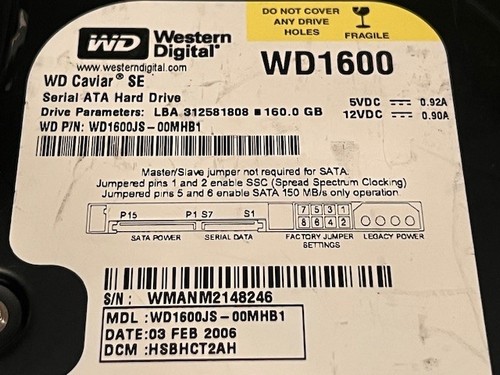 WD Western Digital®
www.westerndigital.com
DO NOT COVER
ANY DRIVE
HOLES
FRAGILE
WD1600
WD Caviar® SE
Serial ATA Hard Drive
Drive Parameters: LBA 312581808 ■ 160.0 GB
WD P/N: WD1600JS-00MHB1
5VDC 0.92A
12VDC 0.90A
Master/Slave jumper not required for SATA.
Jumpered pins 1 and 2 enable SSC (Spread Spectrum Clocking)
Jumpered pins 5 and 6 enable SATA 150 MB/s only operation
P15 P1 S7 S1
7 5 3 1
8 6 4 2
SATA POWER
SERIAL DATA
FACTORY JUMPER
SETTINGS
LEGACY POWER
S/N: WMANM2148246
MDL: WD1600JS-00MHB1
DATE: 03 FEB 2006
DCM: HSBHCT2AH